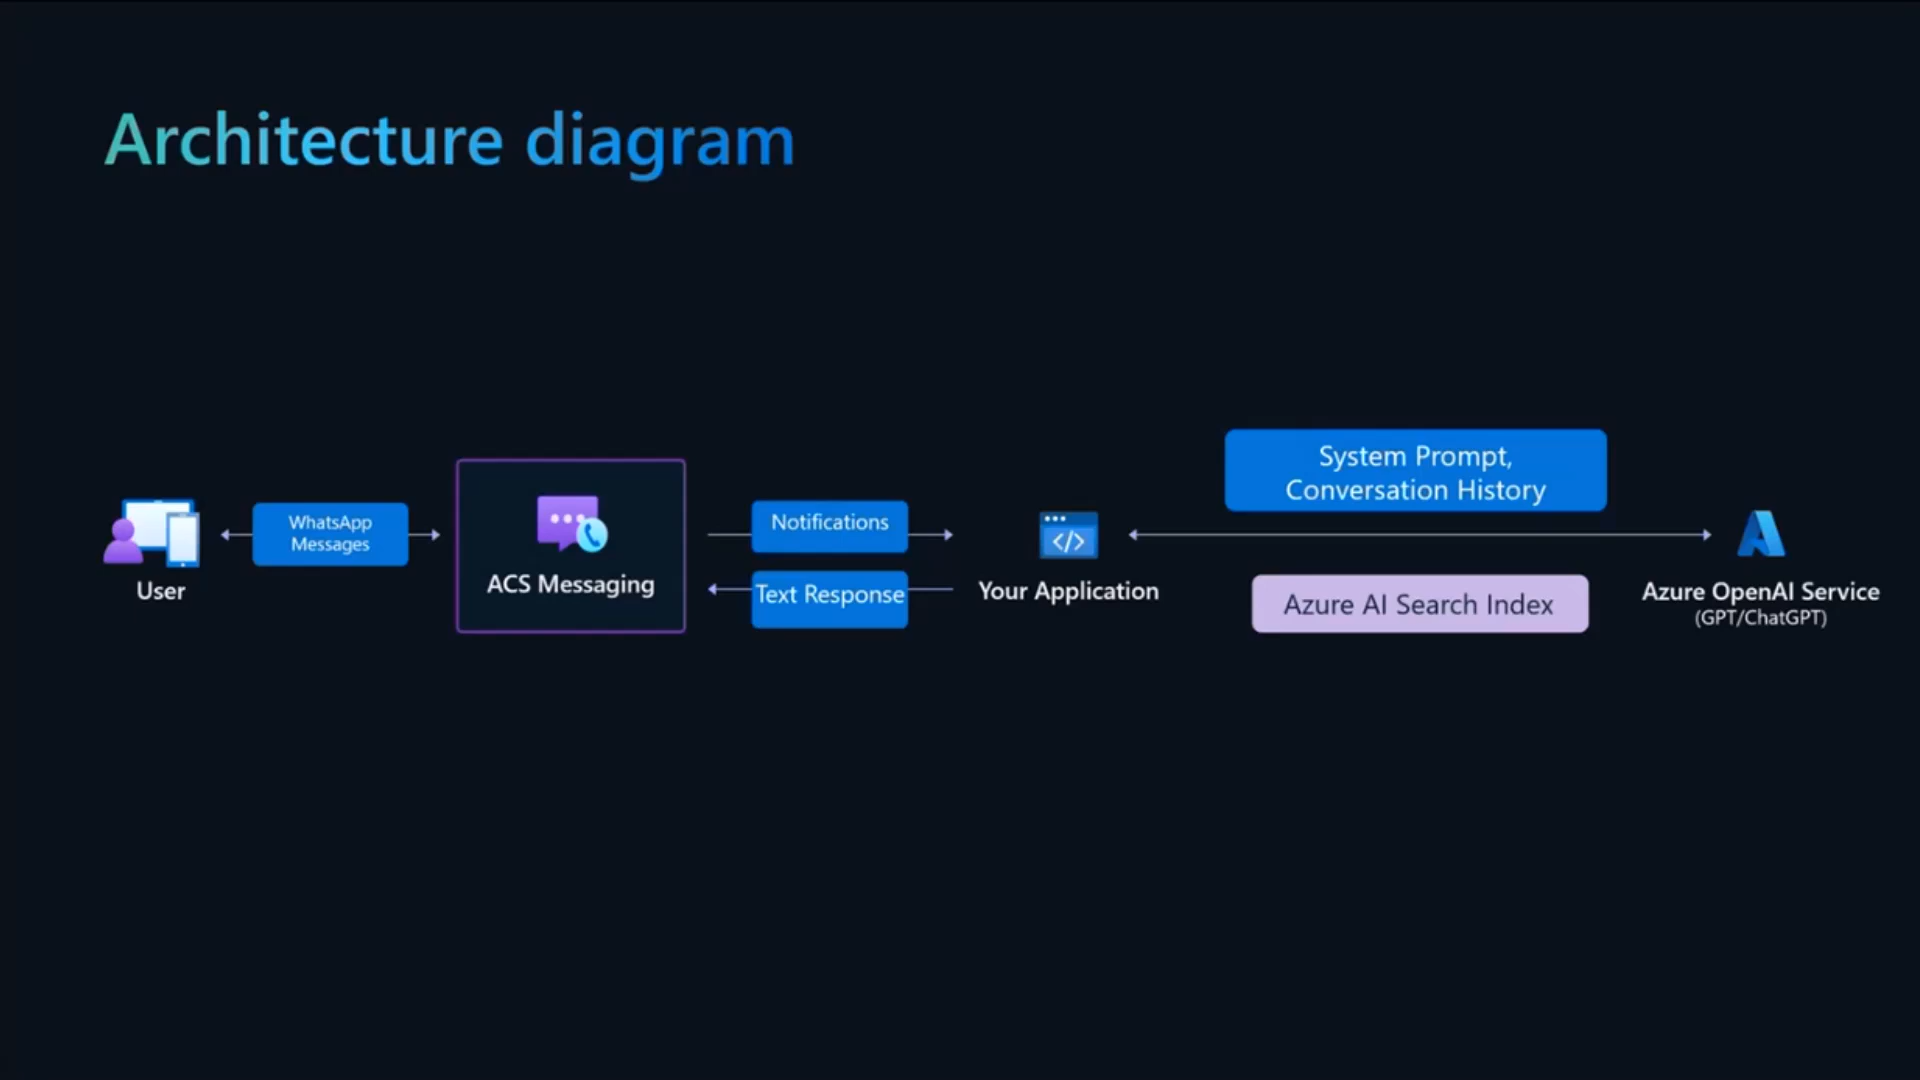 Architecture diagram
WhatsApp
Messages
User
ACS Messaging
Notifications
Text Response
Your Application
System Prompt,
Conversation History
Azure AI Search Index
Azure OpenAI Service
(GPT/ChatGPT)